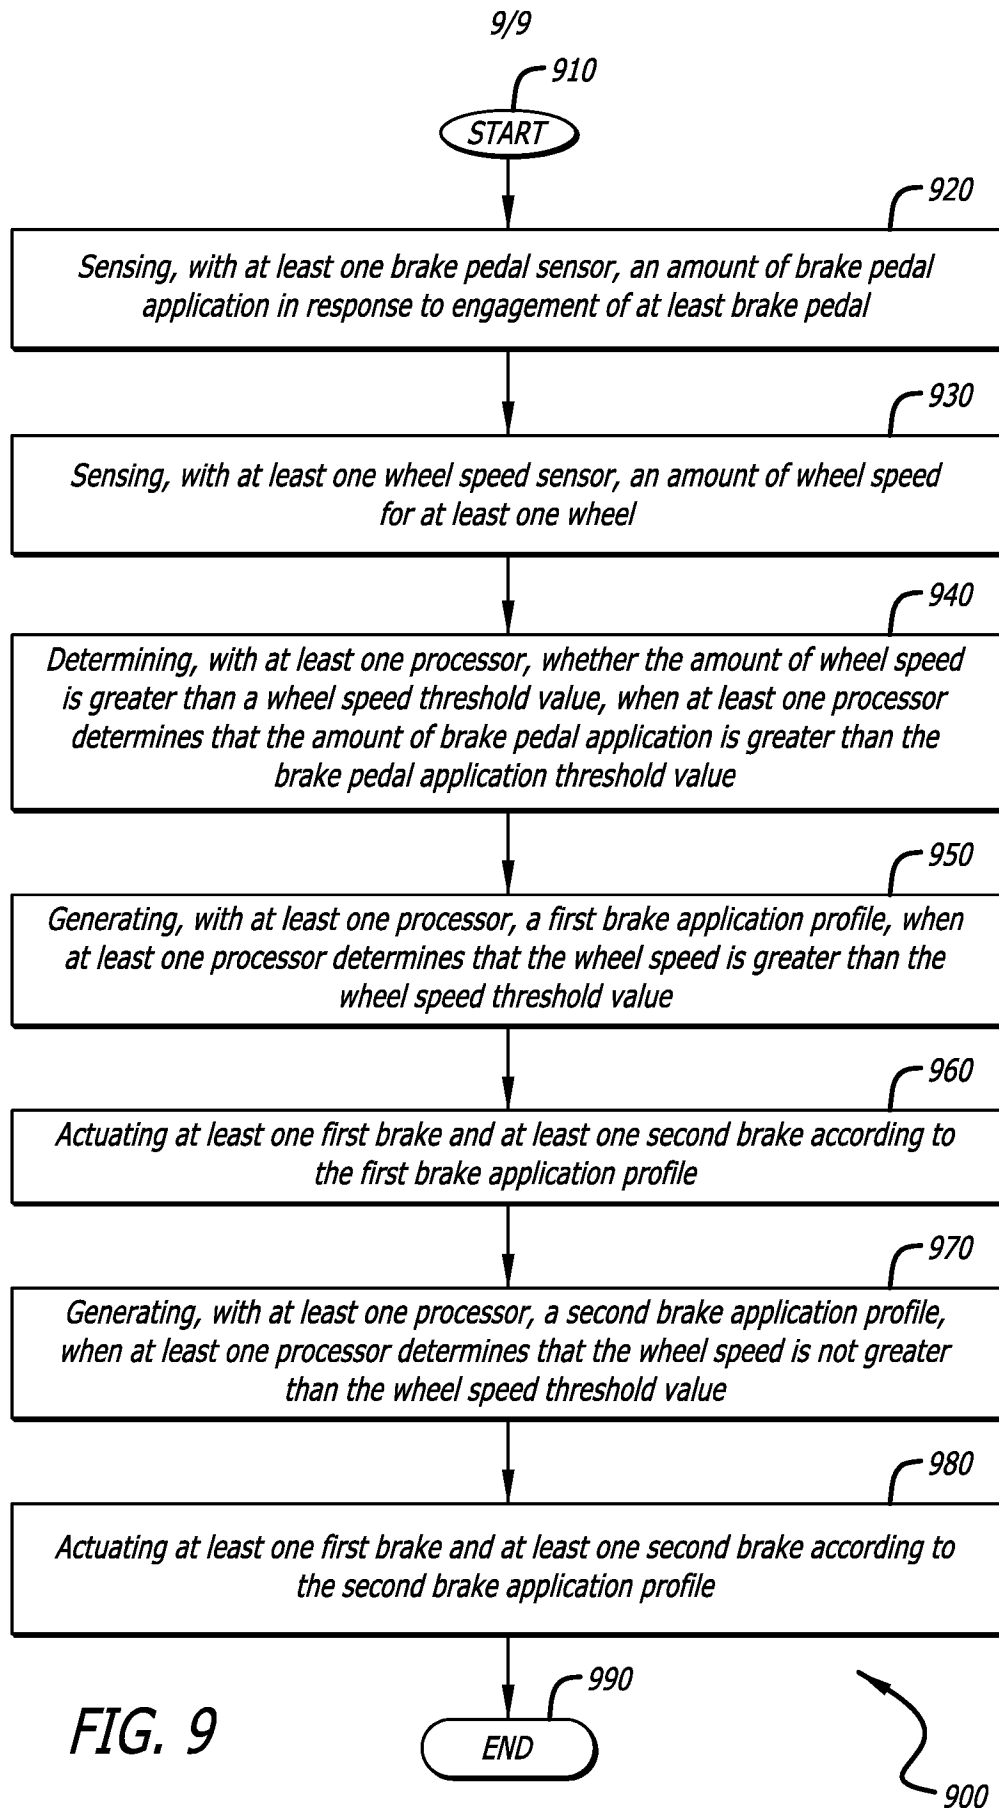 9/9
910
START
920
Sensing, with at least one brake pedal sensor, an amount of brake pedal
application in response to engagement of at least brake pedal
930
Sensing, with at least one wheel speed sensor, an amount of wheel speed
for at least one wheel
940
Determining, with at least one processor, whether the amount of wheel speed
is greater than a wheel speed threshold value, when at least one processor
determines that the amount of brake pedal application is greater than the
brake pedal application threshold value
950
Generating, with at least one processor, a first brake application profile, when
at least one processor determines that the wheel speed is greater than the
wheel speed threshold value
960
Actuating at least one first brake and at least one second brake according to
the first brake application profile
970
Generating, with at least one processor, a second brake application profile,
when at least one processor determines that the wheel speed is not greater
than the wheel speed threshold value
980
Actuating at least one first brake and at least one second brake according to
the second brake application profile
990
END
FIG. 9
900